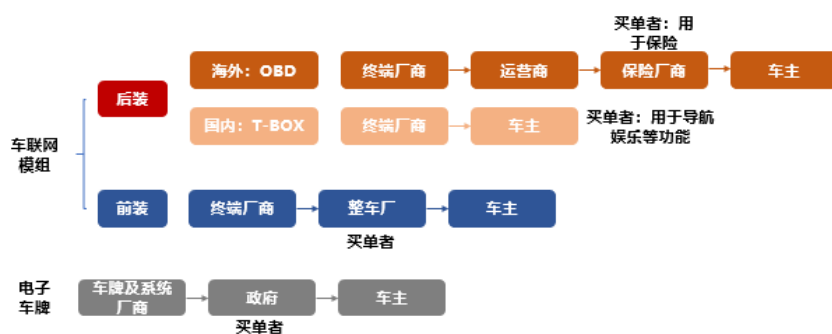 买单者：用
于保险
海外：OBD
终端厂商
运营商
保险厂商
车主
后装
国内：T-BOX
终端厂商
车主
买单者：用于导航
娱乐等功能
车联网
模组
前装
终端厂商
整车厂
车主
买单者
电子
车牌
车牌及系统
厂商
政府
车主
买单者